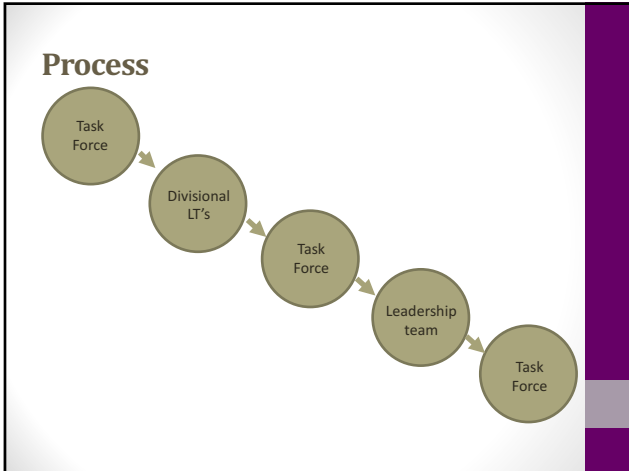 Process
Task
Force
Divisional
LT's
Task
Force
Leadership
team
Task
Force